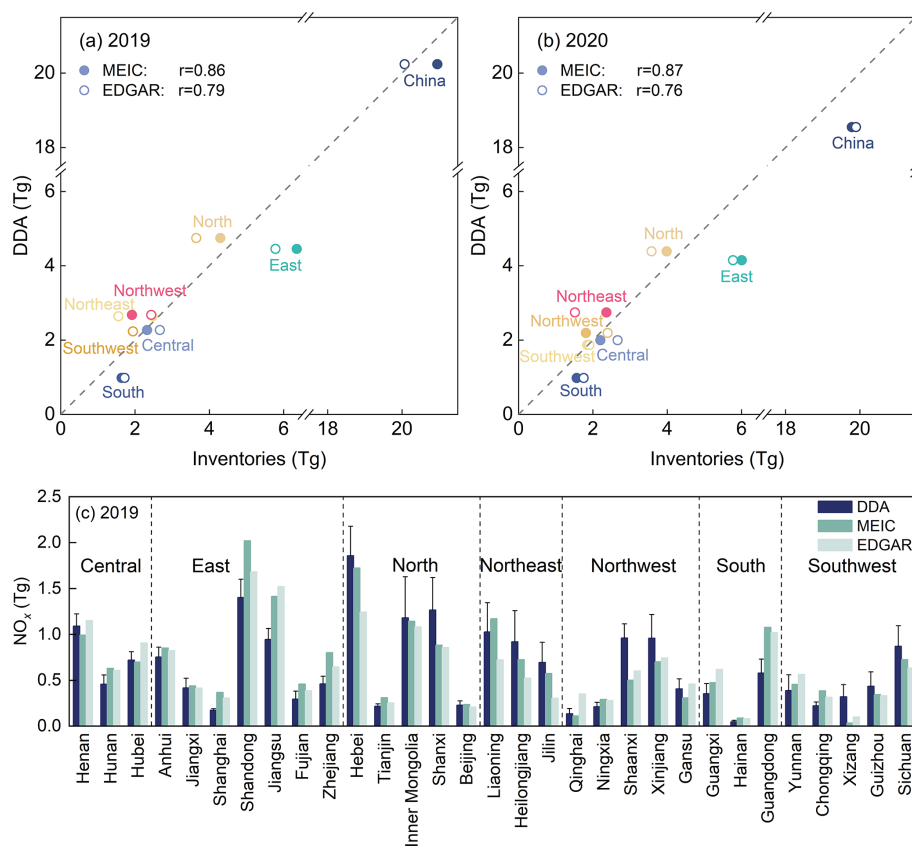 (a) 2019
MEIC: r=0.86
EDGAR: r=0.79
China
North
East
Northwest
Northeast
Southwest
Central
South
DDA (Tg)
20
18
6
4
2
0
0 2 4 6 18 20
Inventories (Tg)
(b) 2020
MEIC: r=0.87
EDGAR: r=0.76
China
North
East
Northeast
Northwest
Southwest
Central
South
DDA (Tg)
20
18
6
4
2
0
0 2 4 6 18 20
Inventories (Tg)
(c) 2019
DDA
MEIC
EDGAR
Central East North Northeast Northwest South Southwest
NOx (Tg)
2.5
2.0
1.5
1.0
0.5
0.0
Henan
Hunan
Hubei
Anhui
Jiangxi
Shanghai
Shandong
Jiangsu
Fujian
Zhejiang
Hebei
Tianjin
Inner Mongolia
Shanxi
Beijing
Liaoning
Heilongjiang
Jilin
Qinghai
Ningxia
Shaanxi
Xinjiang
Gansu
Guangxi
Hainan
Guangdong
Yunnan
Chongqing
Xizang
Guizhou
Sichuan